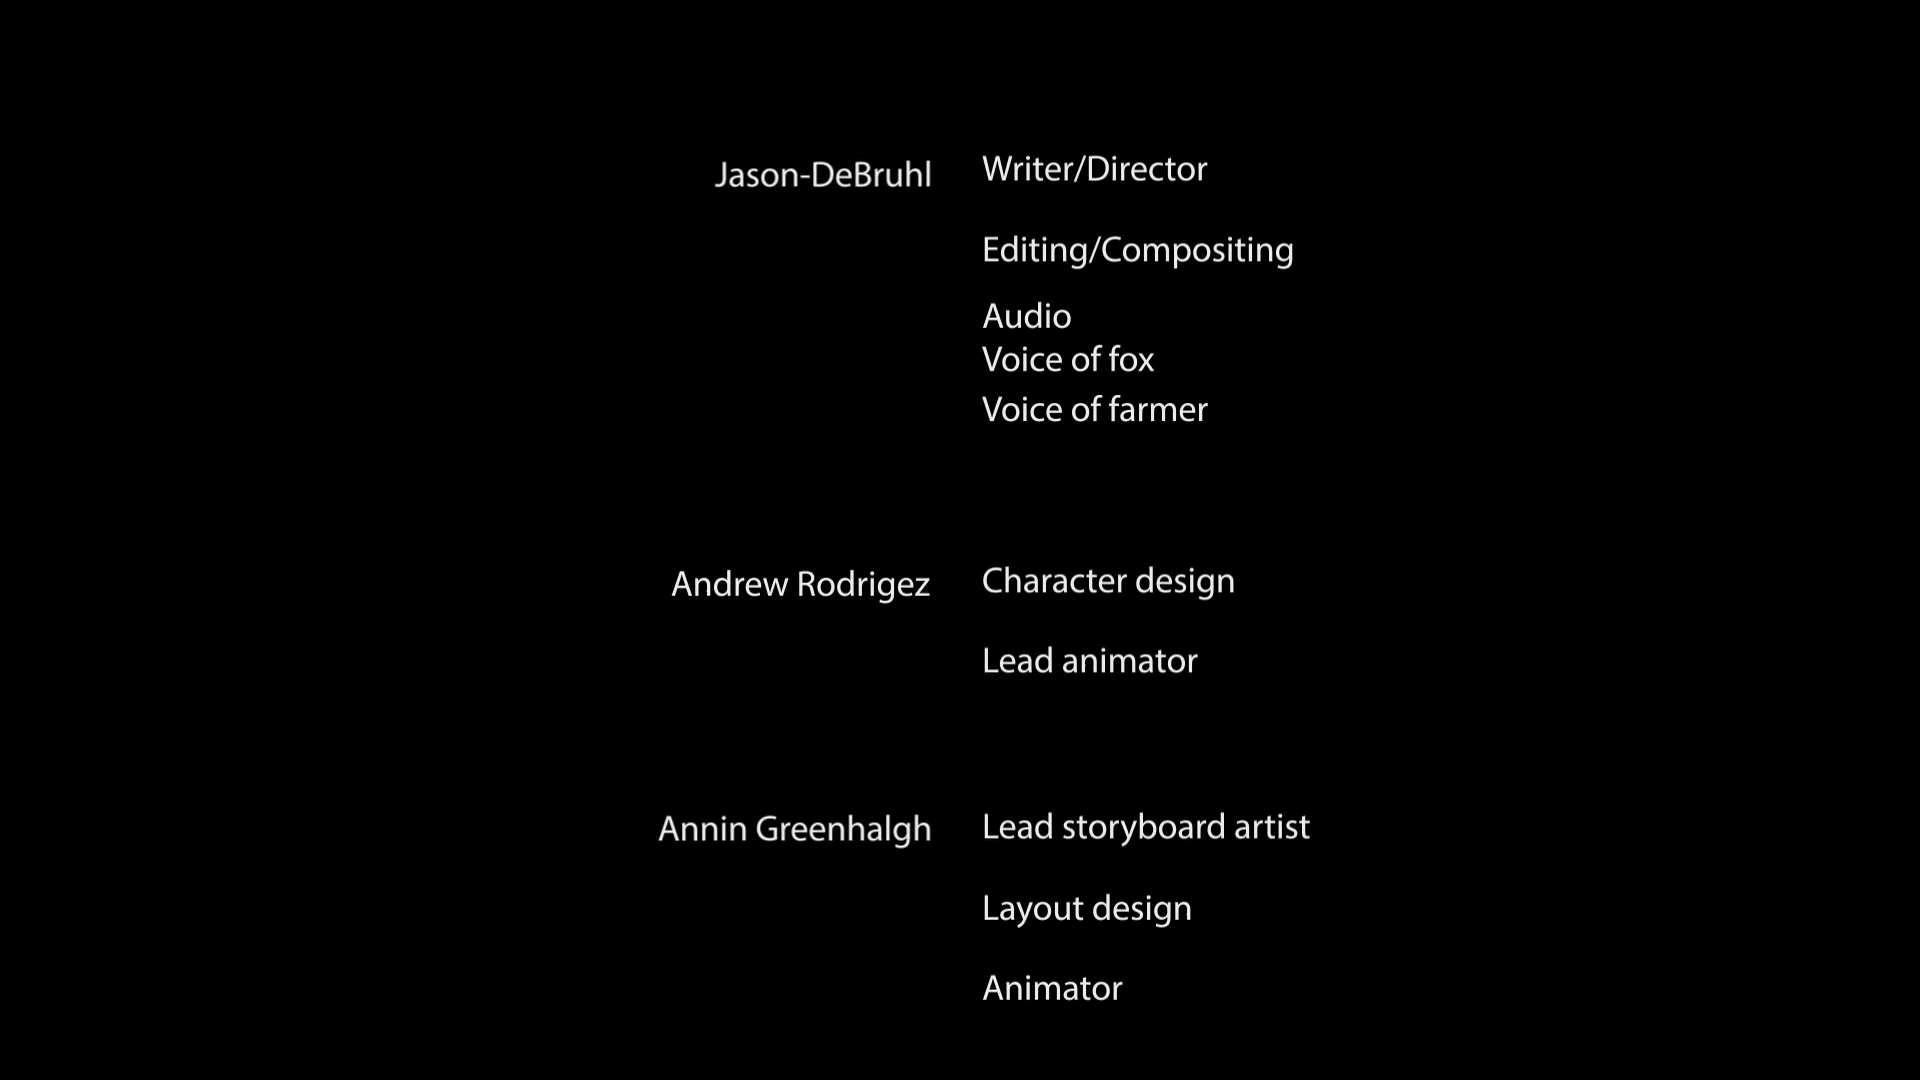 Jason-DeBruhl Writer/Director
Editing/Compositing
Audio
Voice of fox
Voice of farmer
Andrew Rodrigez Character design
Lead animator
Annin Greenhalgh Lead storyboard artist
Layout design
Animator